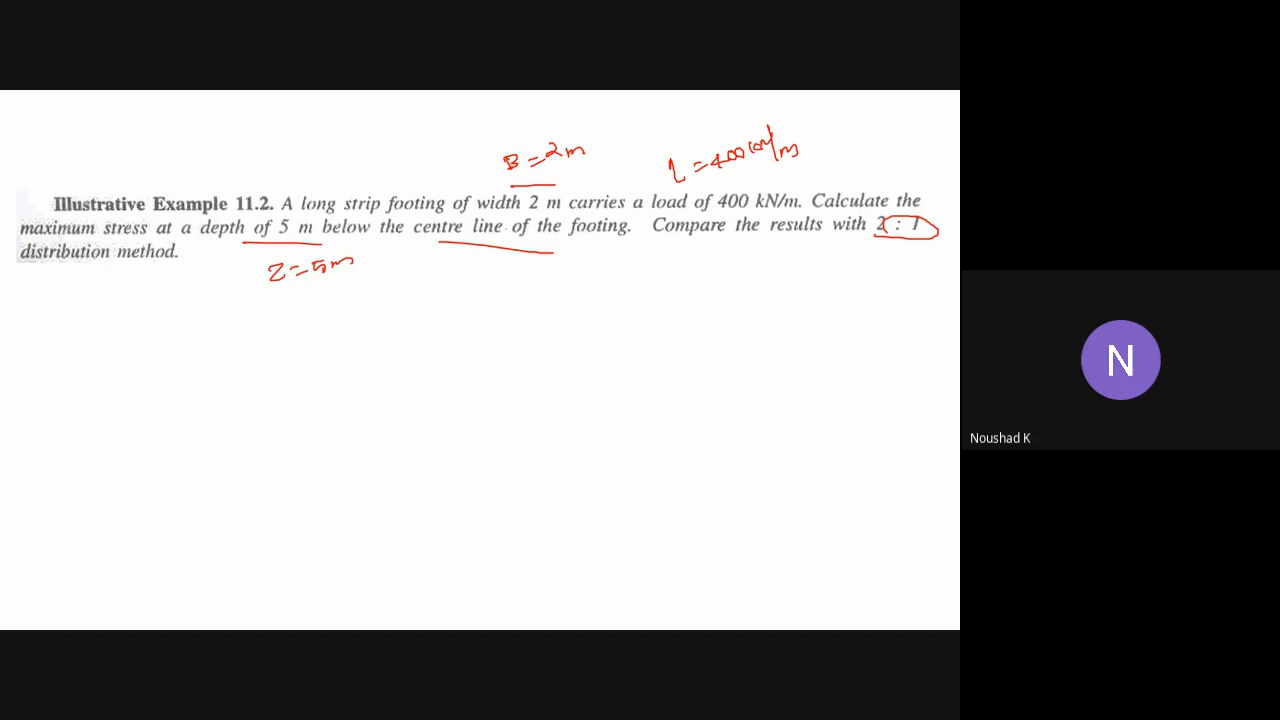 B = 2m
q = 400 kN/m
Illustrative Example 11.2. A long strip footing of width 2 m carries a load of 400 kN/m. Calculate the
maximum stress at a depth of 5 m below the centre line of the footing. Compare the results with 2 : 1
distribution method.
Z = 5m
N
Noushad K